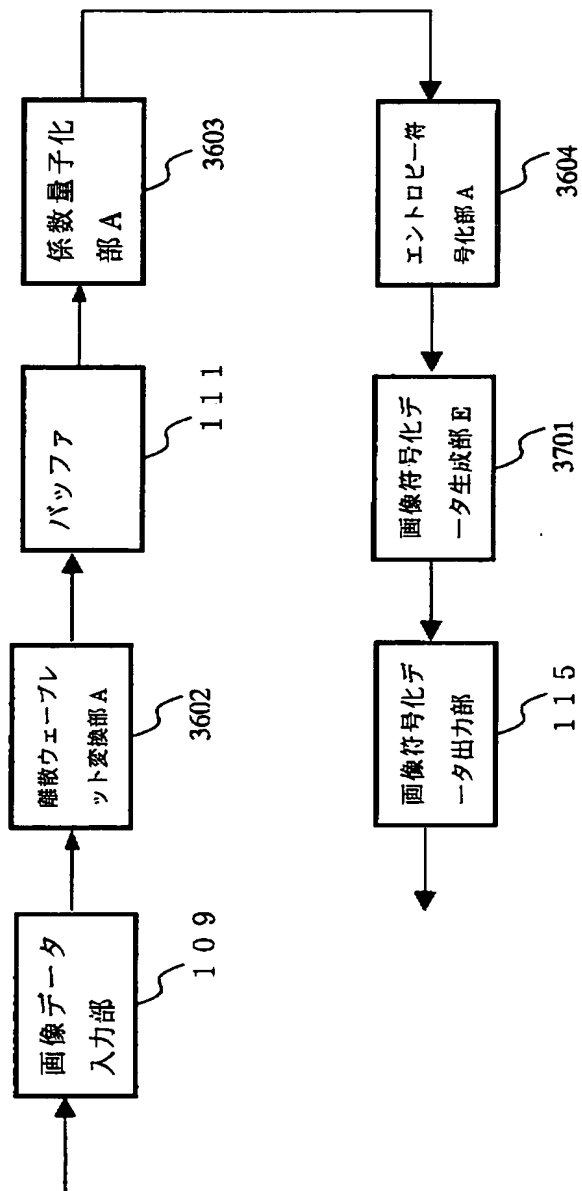 画像データ
入力部
109
離散ウェーブレ
ット変換部A
3602
バッファ
111
係数量子化
部A
3603
エントロピー符
号化部A
3604
画像符号化デ
ータ生成部E
3701
画像符号化デ
ータ出力部
115